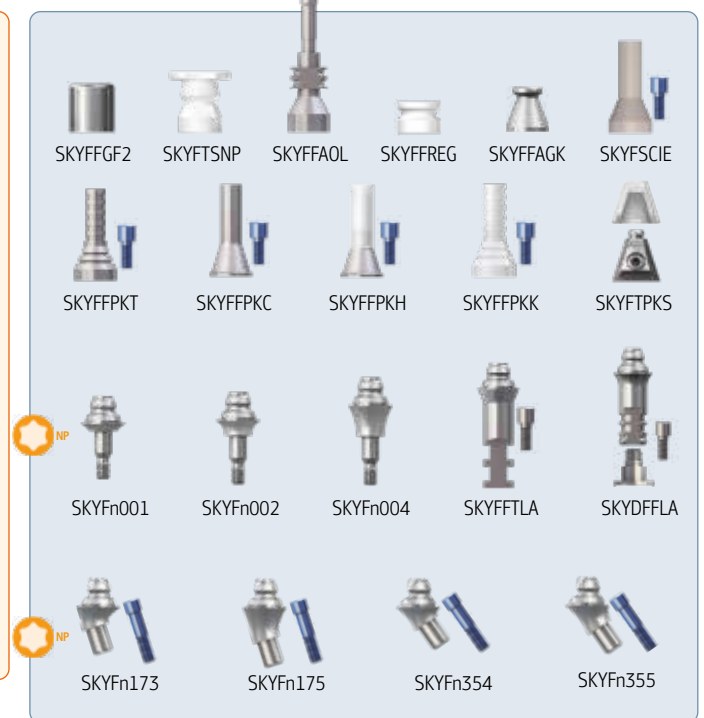 SKYFFGF2 SKYFTSNP SKYFFAOL SKYFFREG SKYFFAGK SKYFSCIE
SKYFFPKT SKYFFPKC SKYFFPKH SKYFFPKK SKYFTPKS
NP
SKYFn001 SKYFn002 SKYFn004 SKYFFTLA SKYDFFLA
NP
SKYFn173 SKYFn175 SKYFn354 SKYFn355